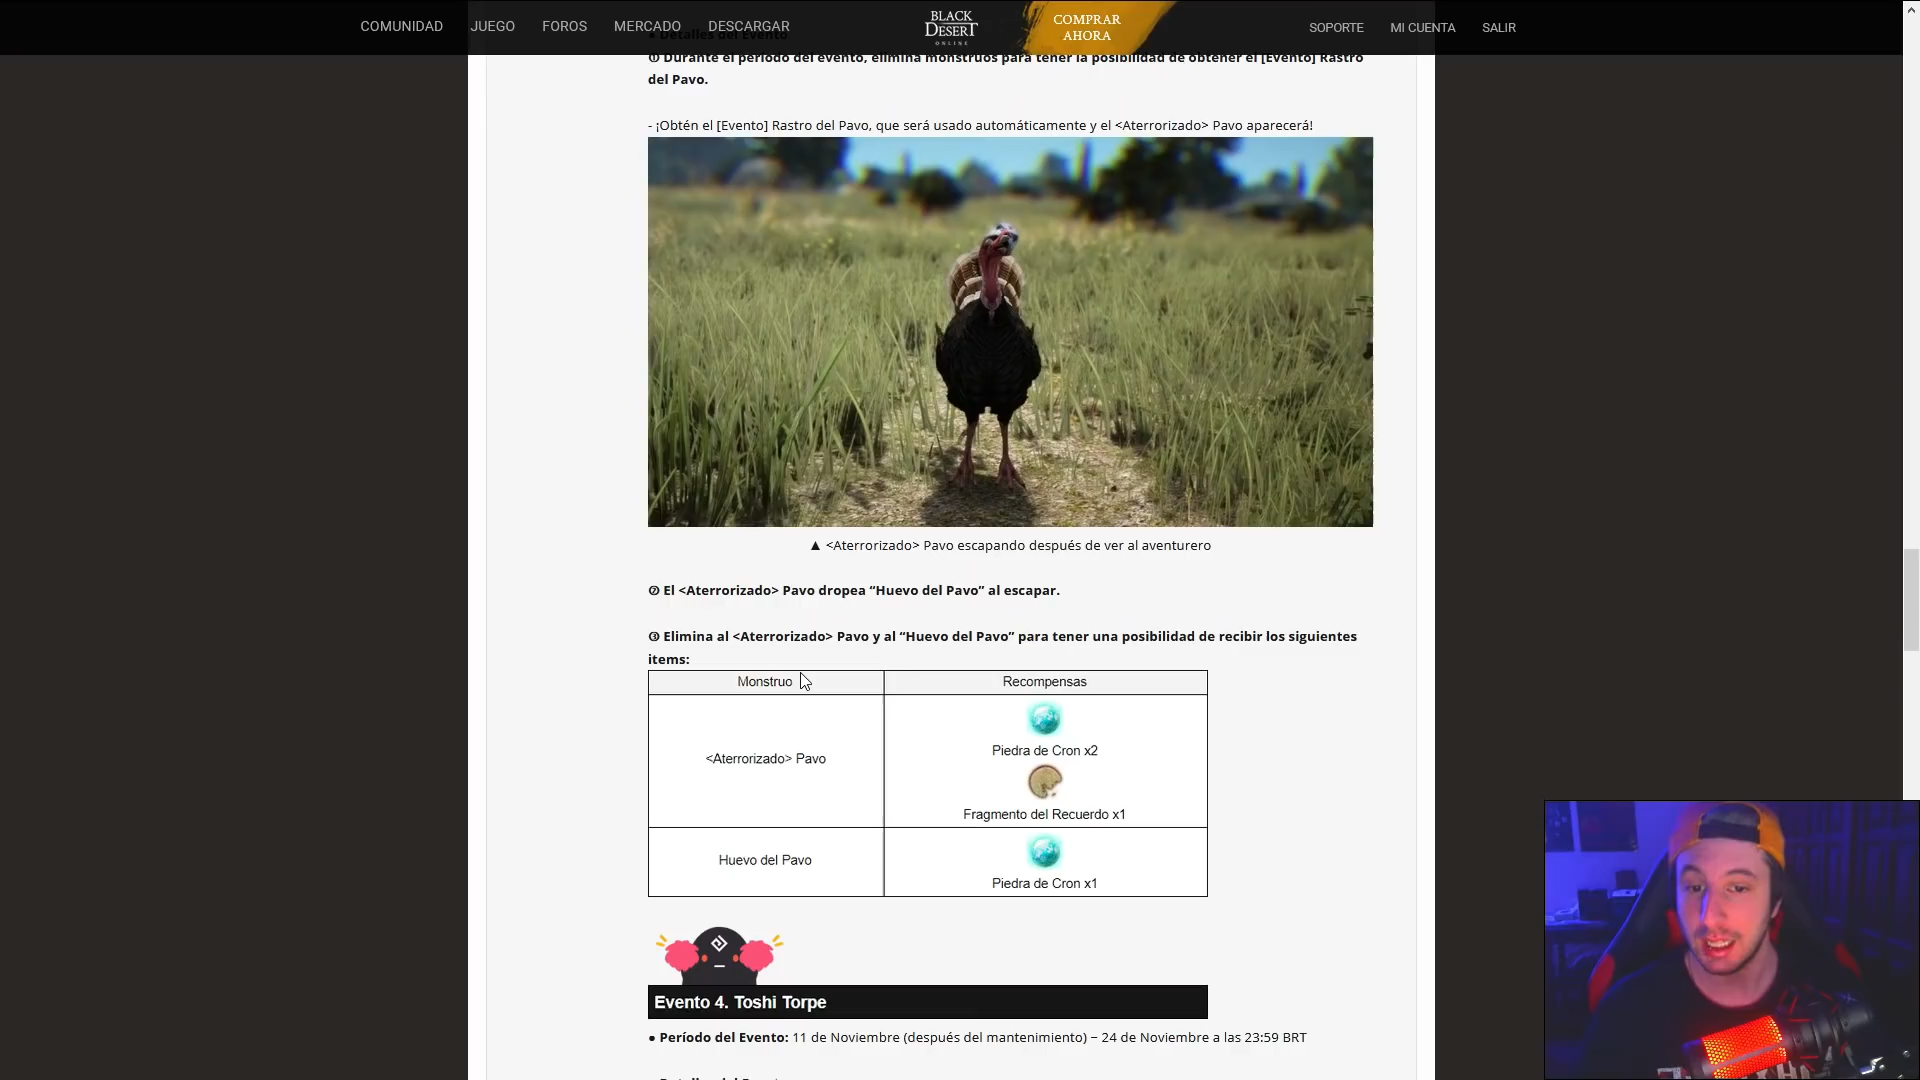 COMUNIDAD JUEGO FOROS MERCADO DESCARGAR
BLACK DESERT ONLINE
COMPRAR AHORA
SOPORTE MI CUENTA SALIR
● Detalles del Evento
① Durante el período del evento, elimina monstruos para tener la posibilidad de obtener el [Evento] Rastro
del Pavo.
- ¡Obtén el [Evento] Rastro del Pavo, que será usado automáticamente y el <Aterrorizado> Pavo aparecerá!
▲ <Aterrorizado> Pavo escapando después de ver al aventurero
② El <Aterrorizado> Pavo dropea “Huevo del Pavo” al escapar.
③ Elimina al <Aterrorizado> Pavo y al “Huevo del Pavo” para tener una posibilidad de recibir los siguientes
items:
Monstruo Recompensas
<Aterrorizado> Pavo
Piedra de Cron x2
Fragmento del Recuerdo x1
Huevo del Pavo
Piedra de Cron x1
Evento 4. Toshi Torpe
● Período del Evento: 11 de Noviembre (después del mantenimiento) – 24 de Noviembre a las 23:59 BRT